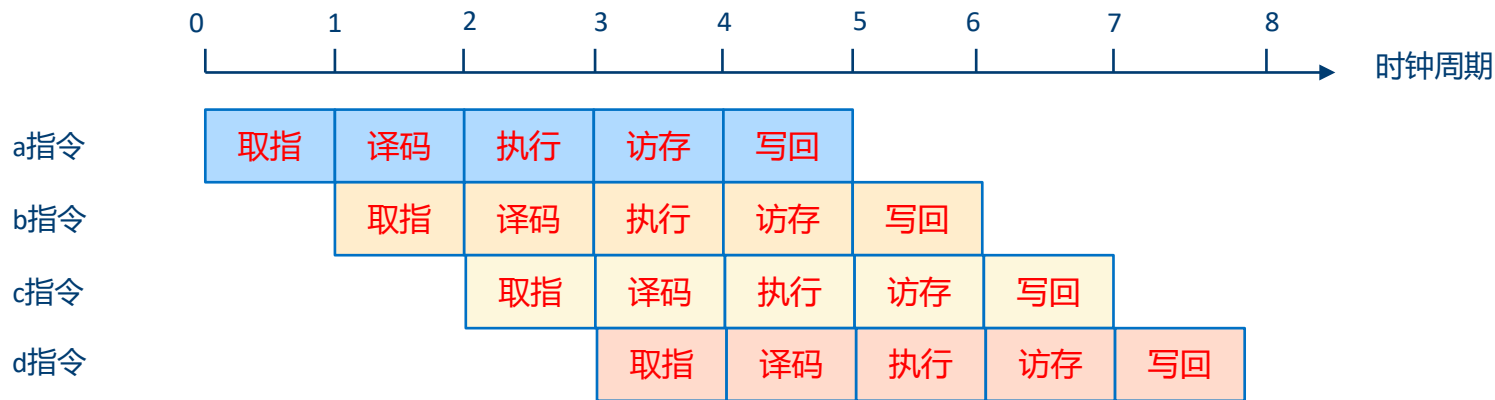 0 1 2 3 4 5 6 7 8
时钟周期
a指令 取指 译码 执行 访存 写回
b指令 取指 译码 执行 访存 写回
c指令 取指 译码 执行 访存 写回
d指令 取指 译码 执行 访存 写回